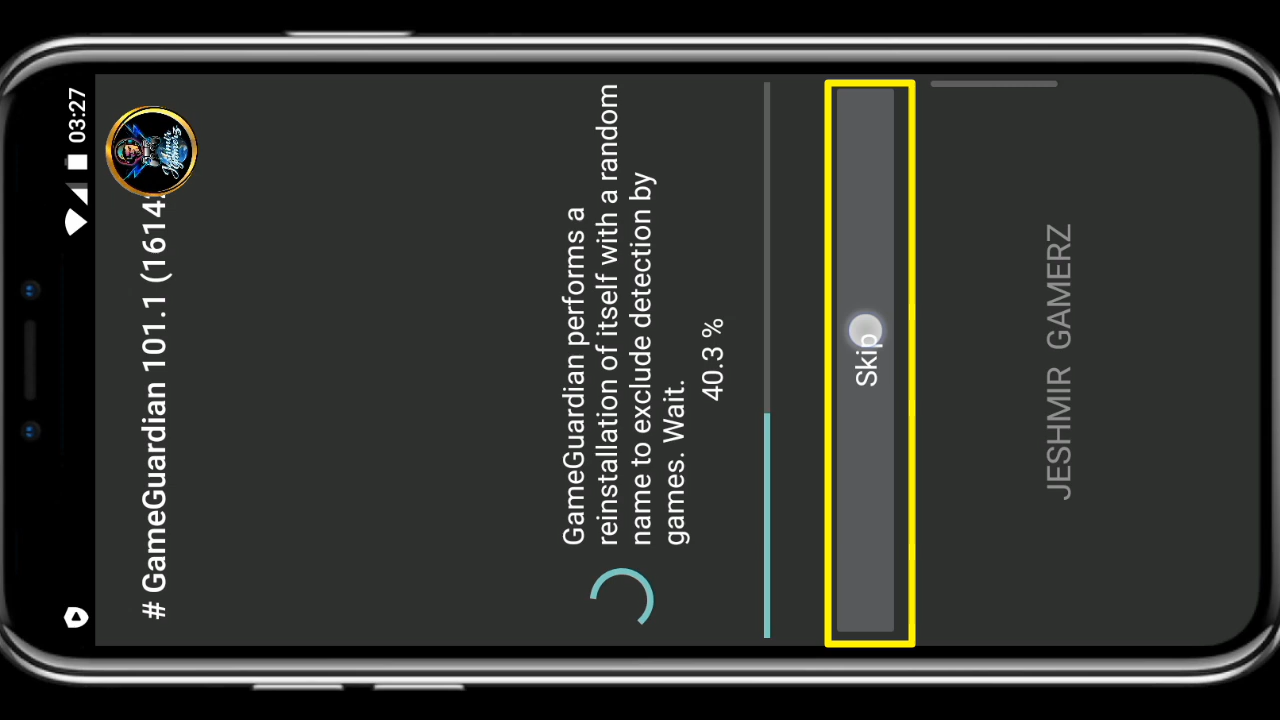 03:27
# GameGuardian 101.1 (1614
GameGuardian performs a
reinstallation of itself with a random
name to exclude detection by
games. Wait.
40.3 %
Skip
JESHMIR GAMERZ